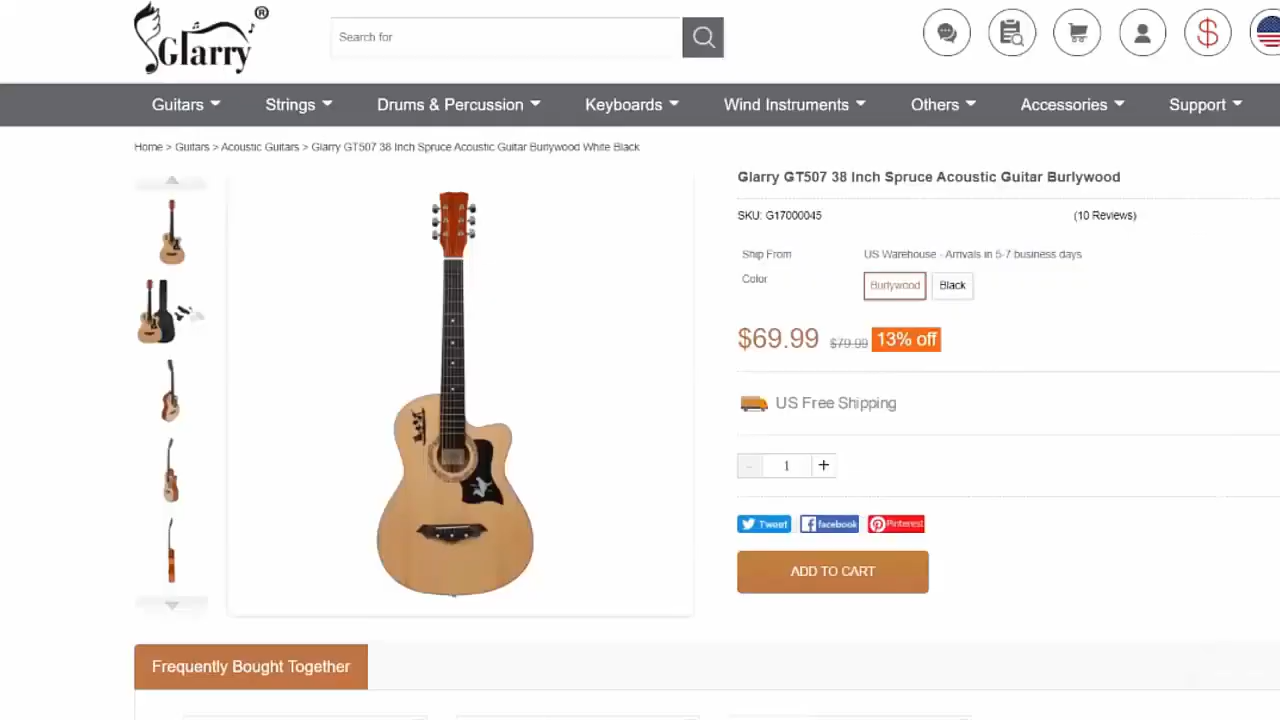 Glarry®
Search for
Guitars
Strings
Drums & Percussion
Keyboards
Wind Instruments
Others
Accessories
Support
Home > Guitars > Acoustic Guitars > Glarry GT507 38 Inch Spruce Acoustic Guitar Burlywood White Black
Glarry GT507 38 Inch Spruce Acoustic Guitar Burlywood
SKU: G17000045 (10 Reviews)
Ship From US Warehouse - Arrivals in 5-7 business days
Color Burlywood Black
$69.99 $79.99 13% off
US Free Shipping
- 1 +
Tweet facebook Pinterest
ADD TO CART
Frequently Bought Together